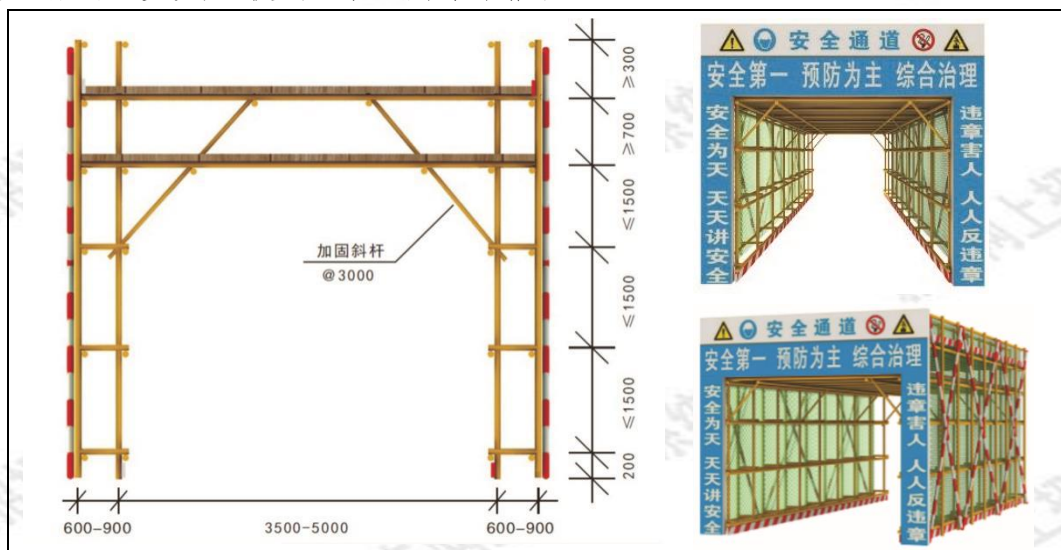 ≥300
≥700
≤1500
≤1500
≤1500
200
加固斜杆
@3000
600-900
3500-5000
600-900
安全通道
安全第一 预防为主 综合治理
安全为天 天天讲安全
违章害人 人人反违章
安全通道
安全第一 预防为主 综合治理
安全为天 天天讲安全
违章害人 人人反违章